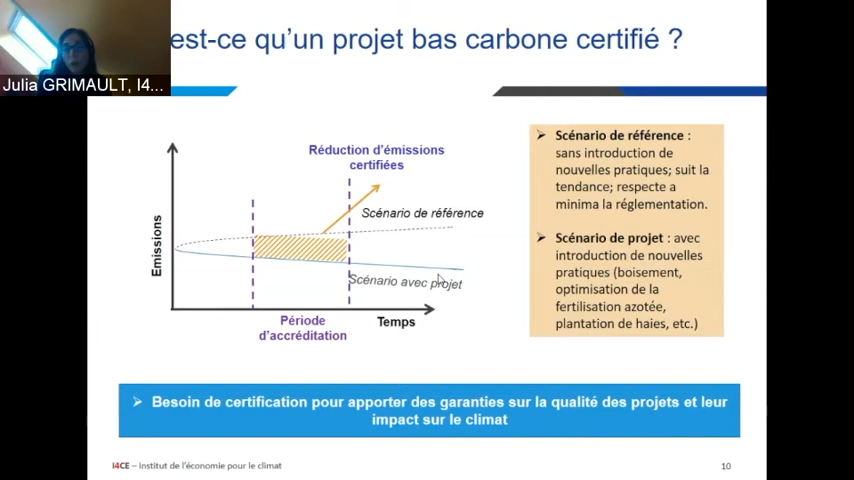 est-ce qu’un projet bas carbone certifié ?
Julia GRIMAULT, I4...
Réduction d’émissions
certifiées
Scénario de référence
Emissions
Scénario avec projet
Période
d’accréditation
Temps
➢ Scénario de référence :
sans introduction de
nouvelles pratiques; suit la
tendance; respecte a
minima la réglementation.
➢ Scénario de projet : avec
introduction de nouvelles
pratiques (boisement,
optimisation de la
fertilisation azotée,
plantation de haies, etc.)
➢ Besoin de certification pour apporter des garanties sur la qualité des projets et leur
impact sur le climat
I4CE – Institut de l’économie pour le climat
10